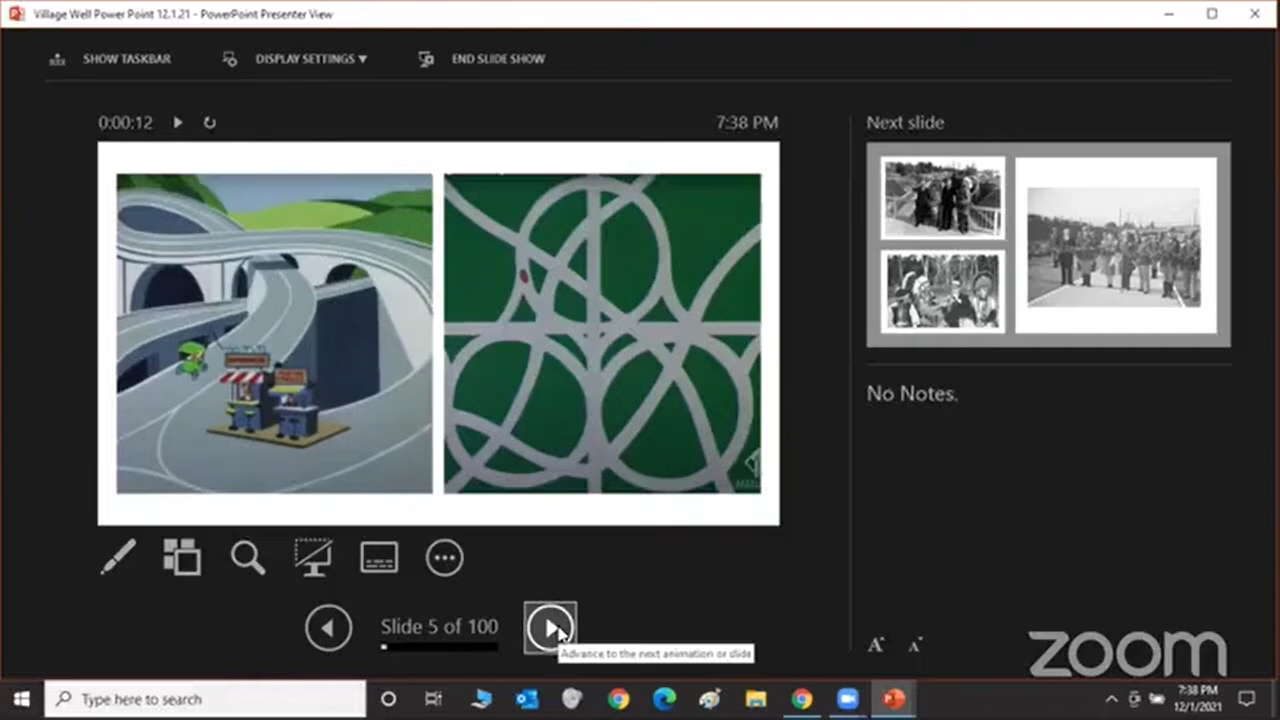 Village Well Power Point 12.1.21 - PowerPoint Presenter View
SHOW TASKBAR
DISPLAY SETTINGS ▼
END SLIDE SHOW
0:00:12
7:38 PM
Next slide
No Notes.
Slide 5 of 100
Advance to the next animation or slide
A A
zoom
Type here to search
7:38 PM
12/1/2021